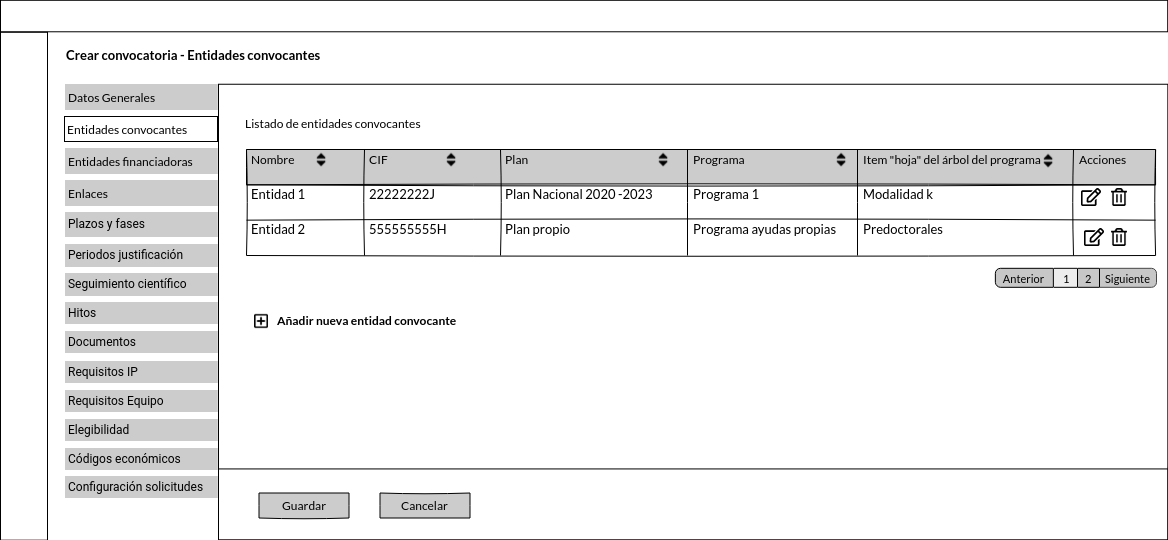 Crear convocatoria - Entidades convocantes
Datos Generales
Entidades convocantes
Entidades financiadoras
Enlaces
Plazos y fases
Periodos justificación
Seguimiento científico
Hitos
Documentos
Requisitos IP
Requisitos Equipo
Elegibilidad
Códigos económicos
Configuración solicitudes
Listado de entidades convocantes
Nombre CIF Plan Programa Item "hoja" del árbol del programa Acciones
Entidad 1 22222222J Plan Nacional 2020 -2023 Programa 1 Modalidad k
Entidad 2 555555555H Plan propio Programa ayudas propias Predoctorales
Anterior 1 2 Siguiente
Añadir nueva entidad convocante
Guardar Cancelar